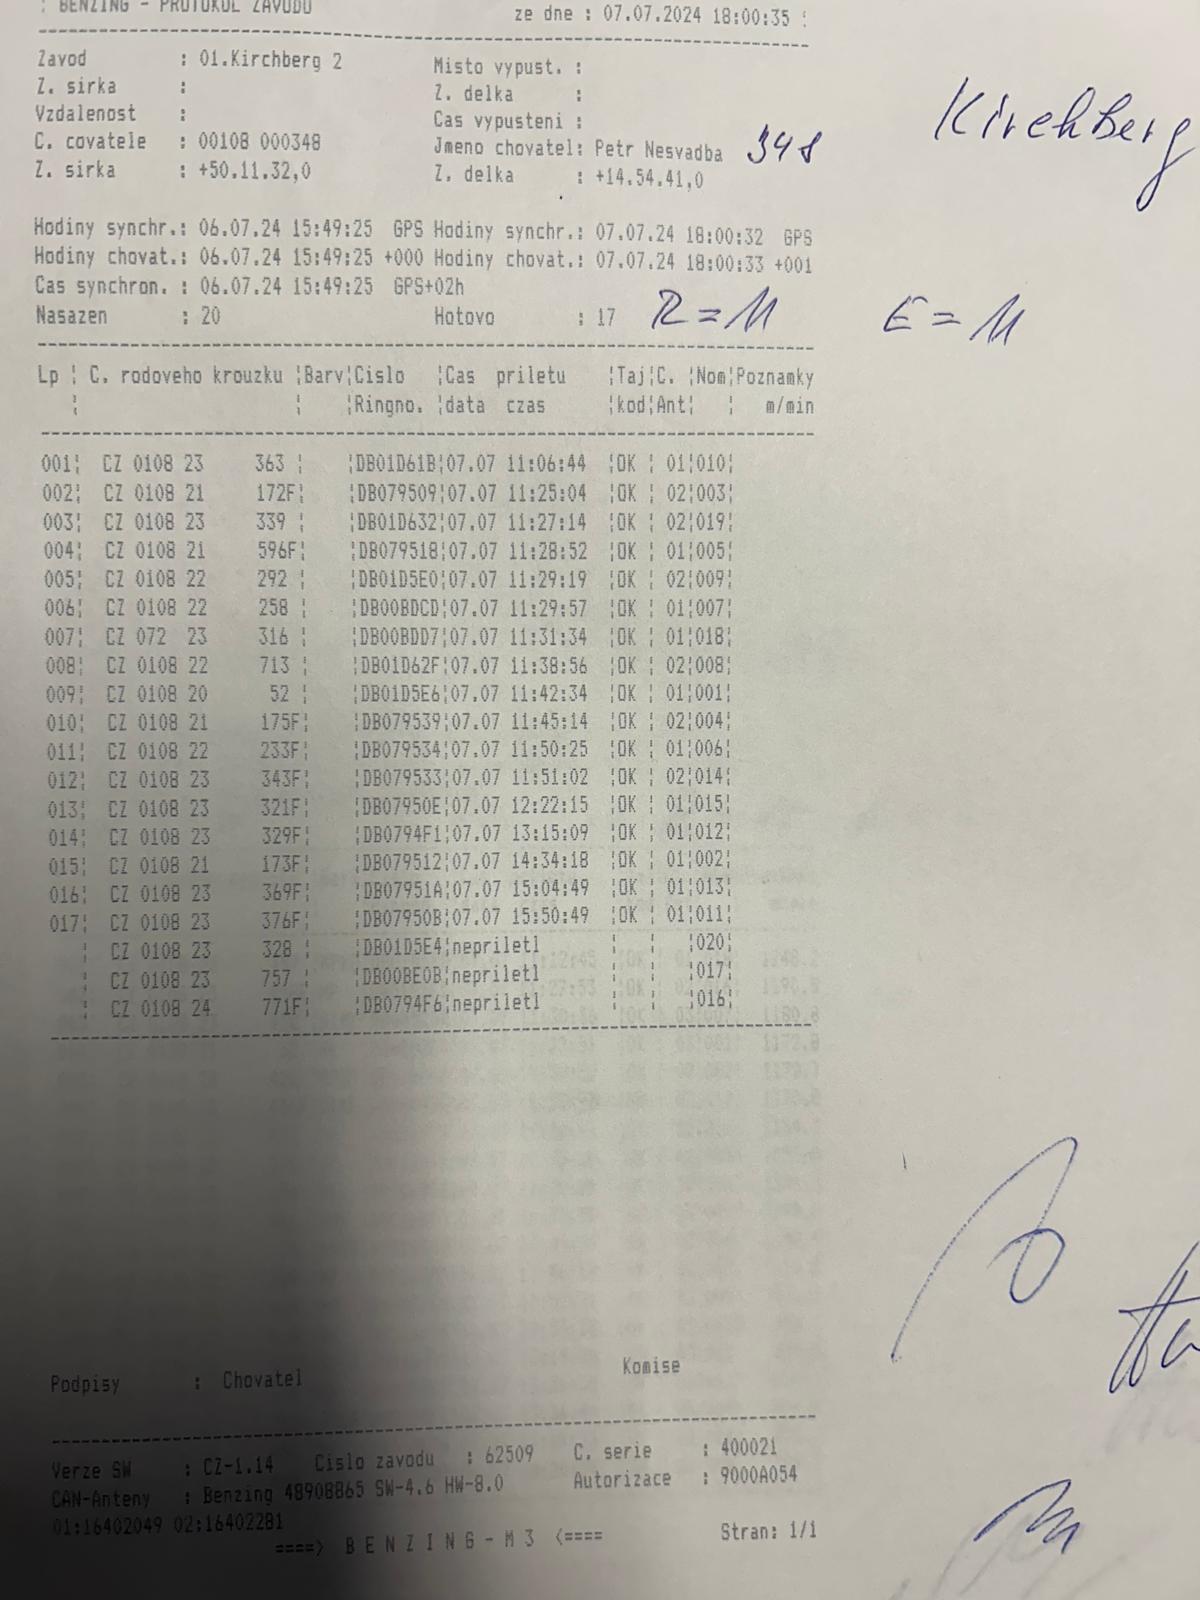 : BENZING - PROTOKOL ZAVODU ze dne : 07.07.2024 18:00:35 :
Zavod : 01.Kirchberg 2 Misto vypust. :
Z. sirka : Z. delka :
Vzdalenost : Cas vypusteni :
C. covatele : 00108 000348 Jmeno chovatel: Petr Nesvadba 348
Z. sirka : +50.11.32,0 Z. delka : +14.54.41,0
Kirchberg
Hodiny synchr.: 06.07.24 15:49:25 GPS Hodiny synchr.: 07.07.24 18:00:32 GPS
Hodiny chovat.: 06.07.24 15:49:25 +000 Hodiny chovat.: 07.07.24 18:00:33 +001
Cas synchron. : 06.07.24 15:49:25 GPS+02h
Nasazen : 20 Hotovo : 17 R=11 E=11
Lp ¦ C. rodoveho krouzku ¦Barv¦Cislo ¦Cas priletu ¦Taj¦C. ¦Nom¦Poznamky
¦ ¦ ¦Ringno. ¦data czas ¦kod¦Ant¦ ¦ m/min
001¦ CZ 0108 23 363 ¦ ¦DB01D61B¦07.07 11:06:44 ¦OK ¦ 01¦010¦
002¦ CZ 0108 21 172F¦ ¦DB079509¦07.07 11:25:04 ¦OK ¦ 02¦003¦
003¦ CZ 0108 23 339 ¦ ¦DB01D632¦07.07 11:27:14 ¦OK ¦ 02¦019¦
004¦ CZ 0108 21 596F¦ ¦DB079518¦07.07 11:28:52 ¦OK ¦ 01¦005¦
005¦ CZ 0108 22 292 ¦ ¦DB01D5E0¦07.07 11:29:19 ¦OK ¦ 02¦009¦
006¦ CZ 0108 22 258 ¦ ¦DB00BDCD¦07.07 11:29:57 ¦OK ¦ 01¦007¦
007¦ CZ 072 23 316 ¦ ¦DB00BDD7¦07.07 11:31:34 ¦OK ¦ 01¦018¦
008¦ CZ 0108 22 713 ¦ ¦DB01D62F¦07.07 11:38:56 ¦OK ¦ 02¦008¦
009¦ CZ 0108 20 52 ¦ ¦DB01D5E6¦07.07 11:42:34 ¦OK ¦ 01¦001¦
010¦ CZ 0108 21 175F¦ ¦DB079539¦07.07 11:45:14 ¦OK ¦ 02¦004¦
011¦ CZ 0108 22 233F¦ ¦DB079534¦07.07 11:50:25 ¦OK ¦ 01¦006¦
012¦ CZ 0108 23 343F¦ ¦DB079533¦07.07 11:51:02 ¦OK ¦ 02¦014¦
013¦ CZ 0108 23 321F¦ ¦DB07950E¦07.07 12:22:15 ¦OK ¦ 01¦015¦
014¦ CZ 0108 23 329F¦ ¦DB0794F1¦07.07 13:15:09 ¦OK ¦ 01¦012¦
015¦ CZ 0108 21 173F¦ ¦DB079512¦07.07 14:34:18 ¦OK ¦ 01¦002¦
016¦ CZ 0108 23 369F¦ ¦DB07951A¦07.07 15:04:49 ¦OK ¦ 01¦013¦
017¦ CZ 0108 23 376F¦ ¦DB07950B¦07.07 15:50:49 ¦OK ¦ 01¦011¦
¦ CZ 0108 23 328 ¦ ¦DB01D5E4¦nepriletl ¦ ¦ ¦020¦
¦ CZ 0108 23 757 ¦ ¦DB00BE0B¦nepriletl ¦ ¦ ¦017¦
¦ CZ 0108 24 771F¦ ¦DB0794F6¦nepriletl ¦ ¦ ¦016¦
Podpisy : Chovatel Komise
Verze SW : CZ-1.14 Cislo zavodu : 62509 C. serie : 400021
CAN-Anteny : Benzing 48908865 SW-4.6 HW-8.0 Autorizace : 9000A054
01:16402049 02:16402281
====> B E N Z I N G - M 3 <==== Stran: 1/1